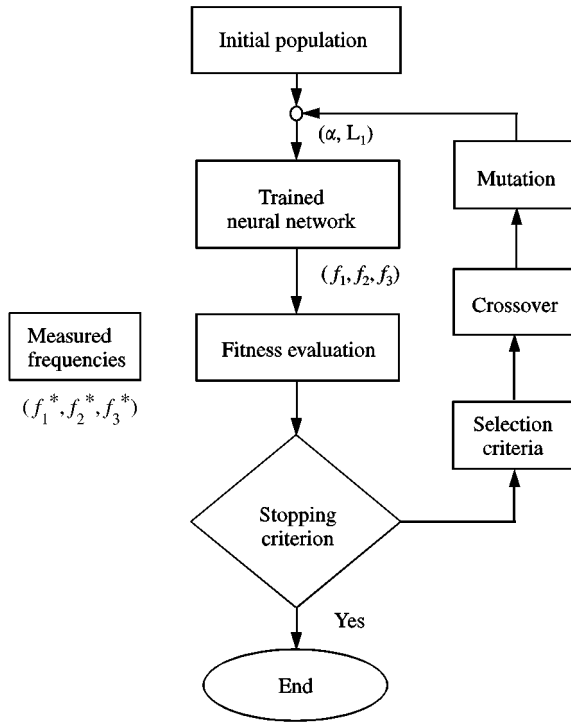 Initial population
(α, L₁)
Trained
neural network
(f₁, f₂, f₃)
Fitness evaluation
Measured
frequencies
(f₁*, f₂*, f₃*)
Stopping
criterion
Yes
End
Mutation
Crossover
Selection
criteria